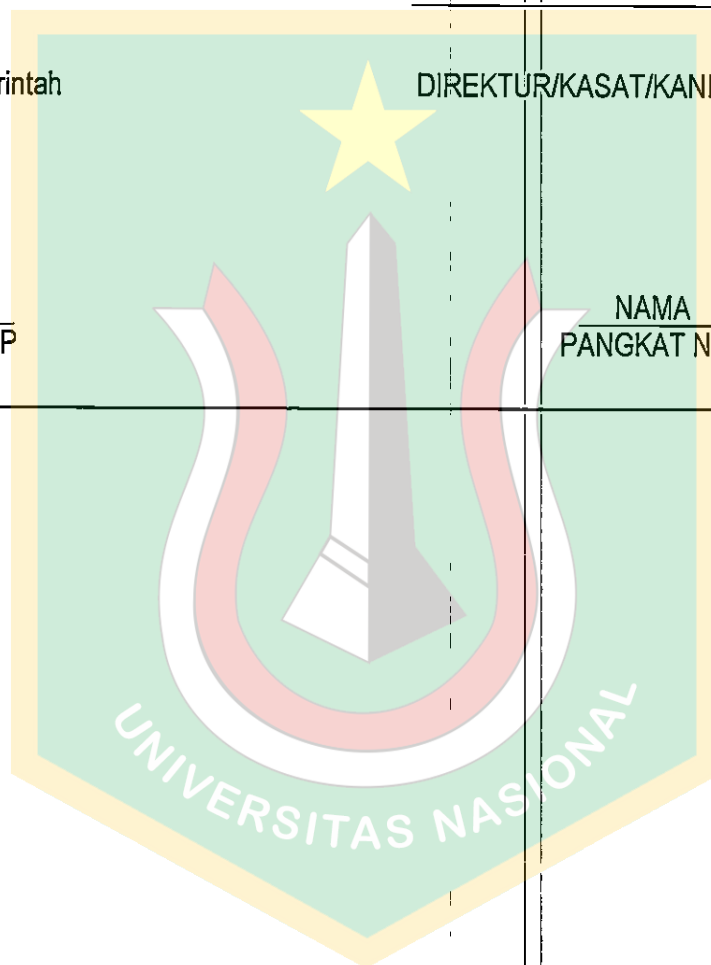 rintah
DIREKTUR/KASAT/KANI
NAMA
P
PANGKAT N
UNIVERSITAS NASIONAL